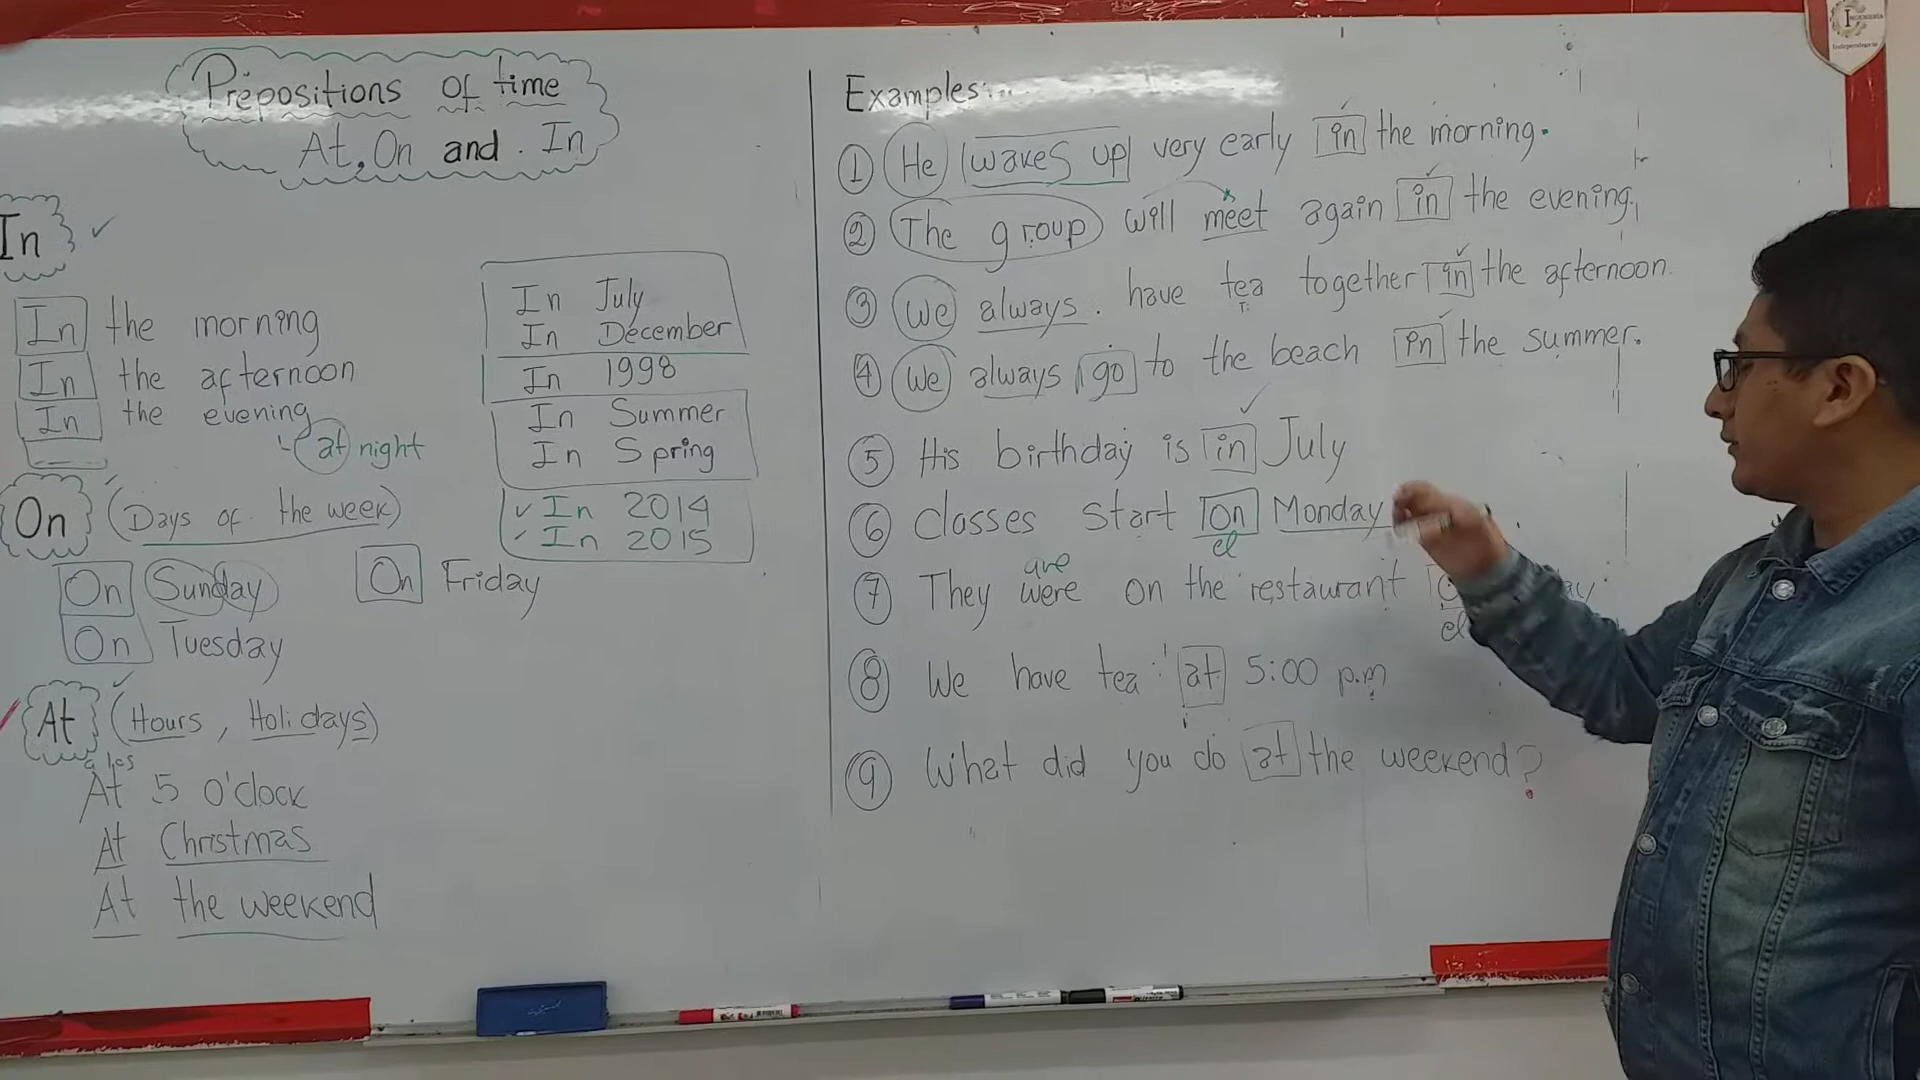 Prepositions of time
At, On and . In
In
In the morning
In the afternoon
In the evening
at night
In July
In December
In 1998
In Summer
In Spring
In 2014
In 2015
On (Days of the week)
On Sunday On Friday
On Tuesday
At (Hours, Holidays)
a las
At 5 o'clock
At Christmas
At the weekend
Examples:
1 He wakes up very early in the morning.
2 The group will meet again in the evening.
3 We always have tea together in the afternoon.
4 We always go to the beach in the summer.
5 His birthday is in July
6 Classes start on Monday
el
are
7 They were on the restaurant
el
8 We have tea at 5:00 p.m
9 What did you do at the weekend?
INGENIERÍA
Independencia